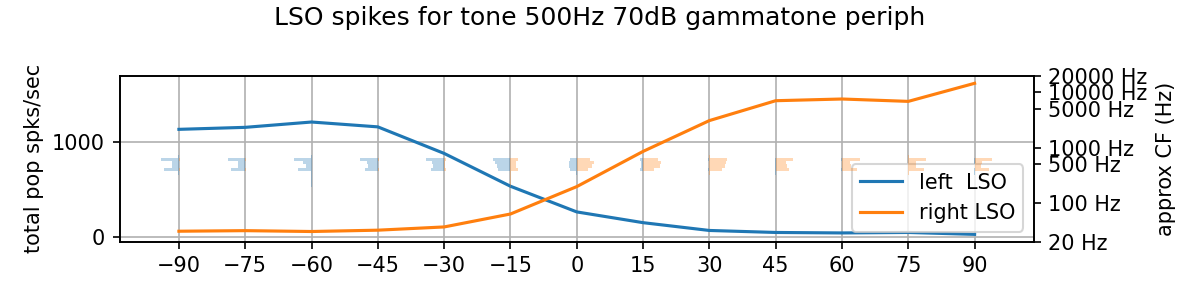 LSO spikes for tone 500Hz 70dB gammatone periph
total pop spks/sec
1000
0
20000 Hz
10000 Hz
5000 Hz
1000 Hz
500 Hz
100 Hz
20 Hz
approx CF (Hz)
left LSO
right LSO
−90 −75 −60 −45 −30 −15 0 15 30 45 60 75 90